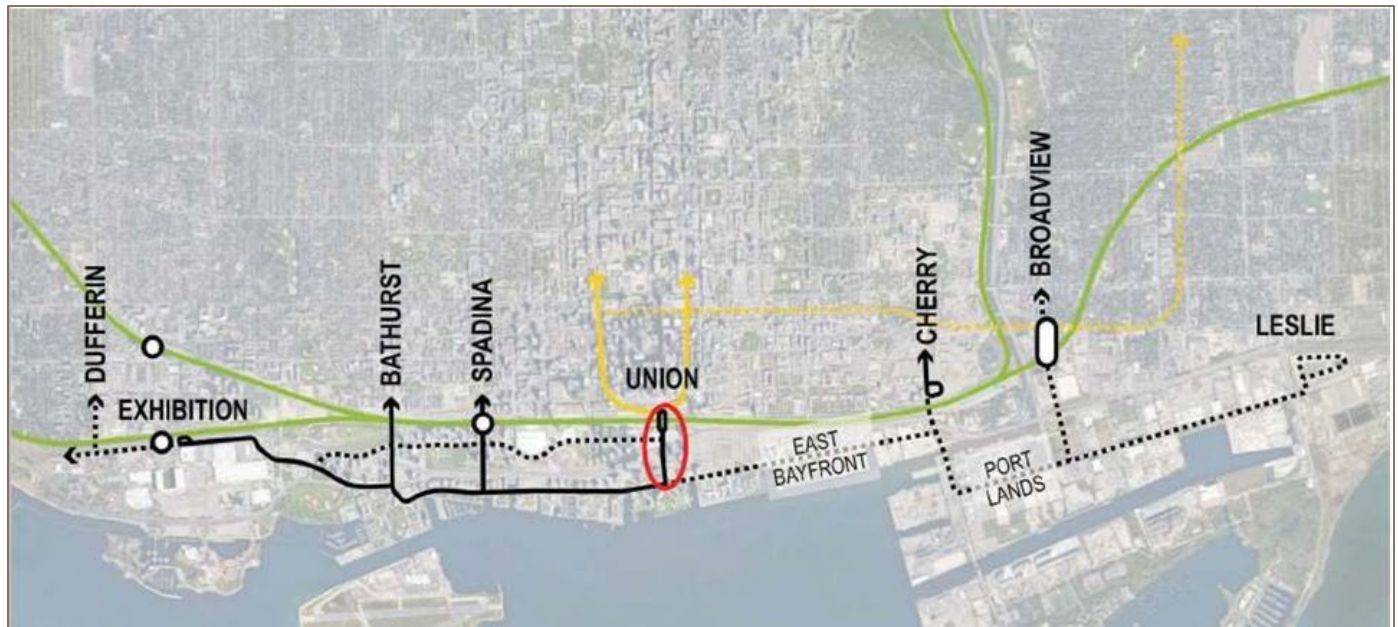 DUFFERIN
EXHIBITION
BATHURST
SPADINA
UNION
CHERRY
BROADVIEW
LESLIE
EAST
BAYFRONT
PORT
LANDS